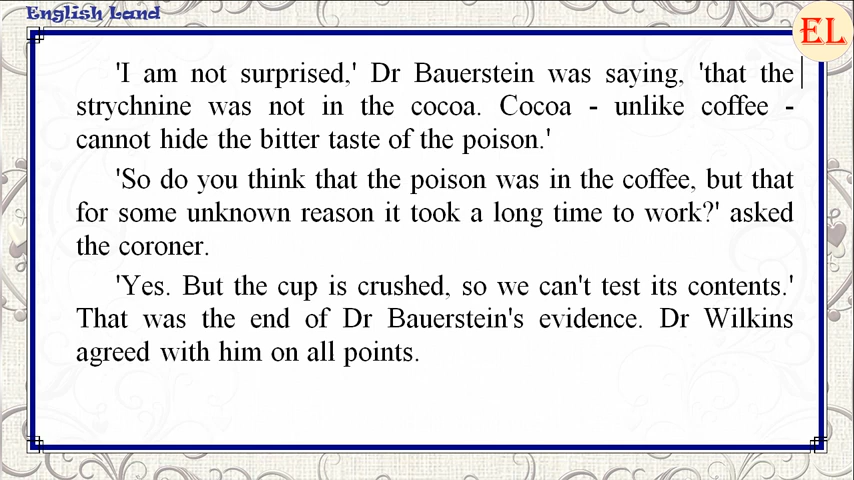 English Land
EL
'I am not surprised,' Dr Bauerstein was saying, 'that the
strychnine was not in the cocoa. Cocoa - unlike coffee -
cannot hide the bitter taste of the poison.'
'So do you think that the poison was in the coffee, but that
for some unknown reason it took a long time to work?' asked
the coroner.
'Yes. But the cup is crushed, so we can't test its contents.'
That was the end of Dr Bauerstein's evidence. Dr Wilkins
agreed with him on all points.